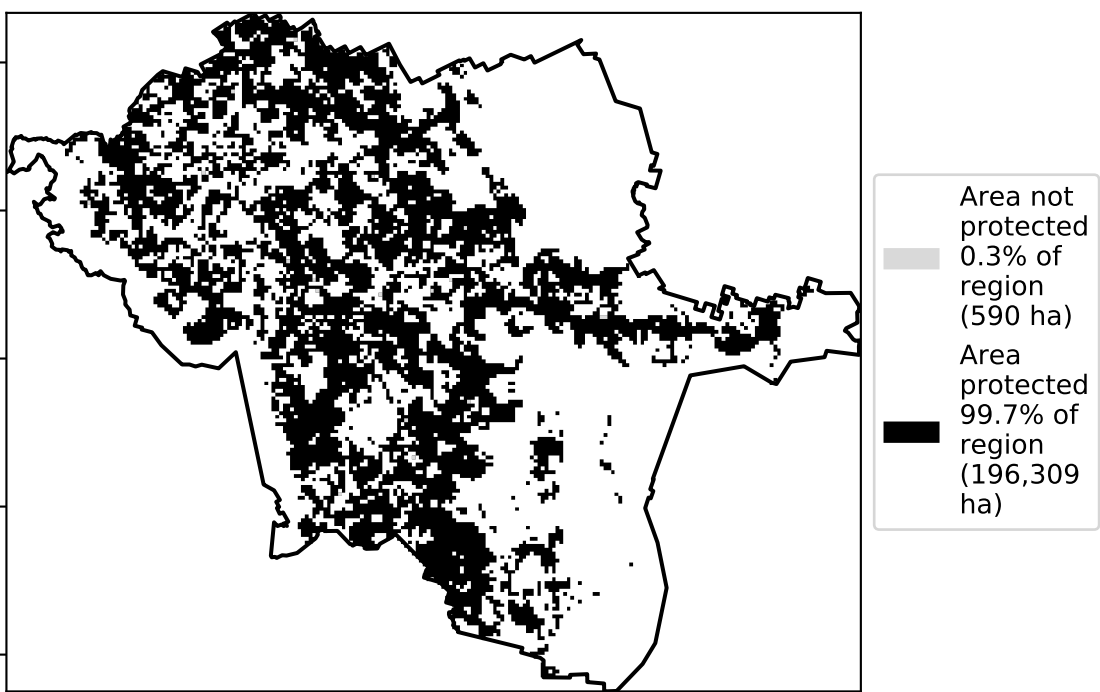 Area not
protected
0.3% of
region
(590 ha)
Area
protected
99.7% of
region
(196,309
ha)